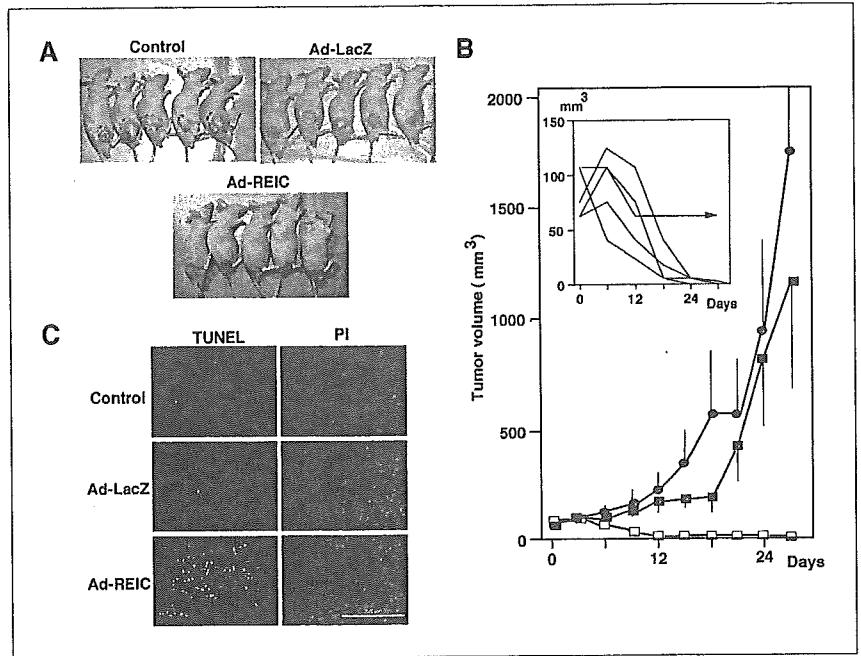 A
Control
Ad-LacZ
Ad-REIC
B
Tumor volume (mm3)
2000
1500
1000
500
0
0
12
24
Days
mm3
150
100
50
0
0
12
24
Days
C
TUNEL
PI
Control
Ad-LacZ
Ad-REIC